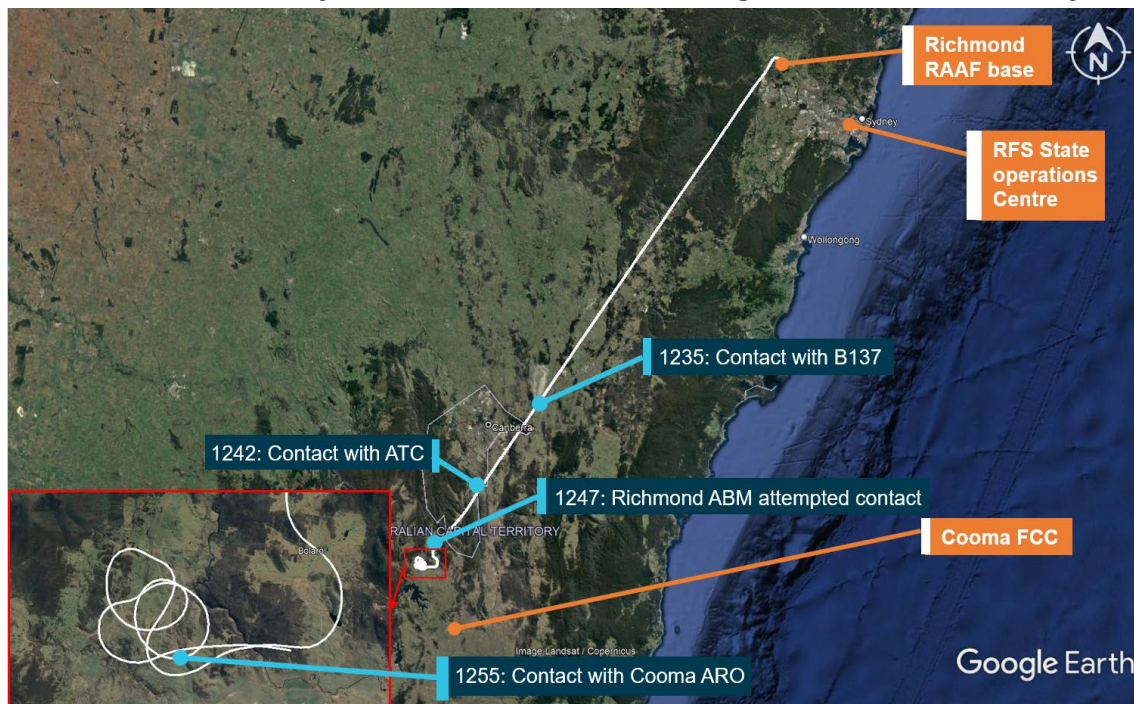 Richmond
RAAF base
N
Sydney
RFS State
operations
Centre
Wollongong
1235: Contact with B137
Canberra
1242: Contact with ATC
1247: Richmond ABM attempted contact
RALIAN CAPITAL TERRITORY
Cooma FCC
Bolaro
Image Landsat / Copernicus
1255: Contact with Cooma ARO
Google Earth